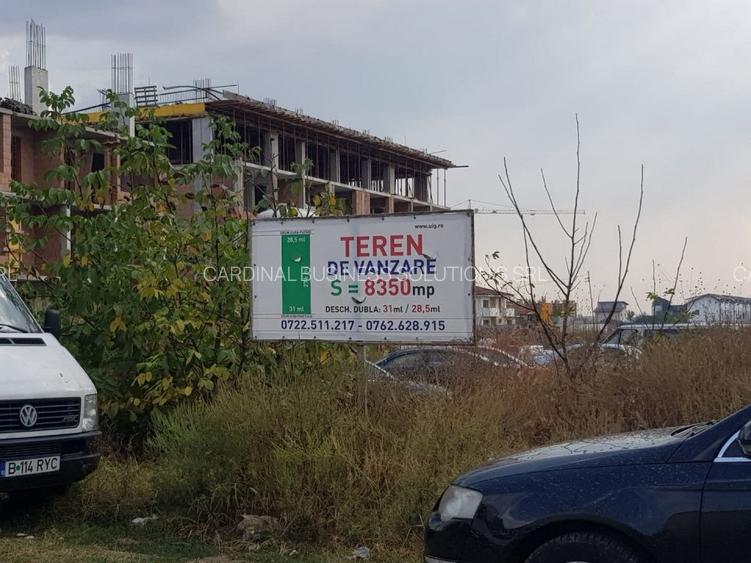 www.uig.ro
TEREN
DE VANZARE
S = 8350mp
DESCH. DUBLA: 31ml / 28,5ml
0722.511.217 - 0762.628.915
28,5 ml
31 ml
CARDINAL BUSINESS SOLUTIONS SRL
B 114 RYC